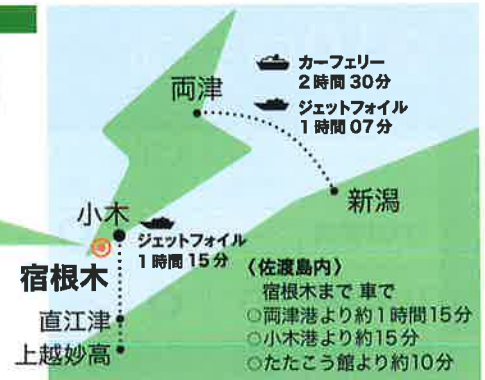 カーフェリー
2時間30分
両津
ジェットフォイル
1時間07分
新潟
小木
ジェットフォイル
1時間15分
宿根木
直江津
上越妙高
〈佐渡島内〉
宿根木まで 車で
○両津港より約1時間15分
○小木港より約15分
○たたこう館より約10分